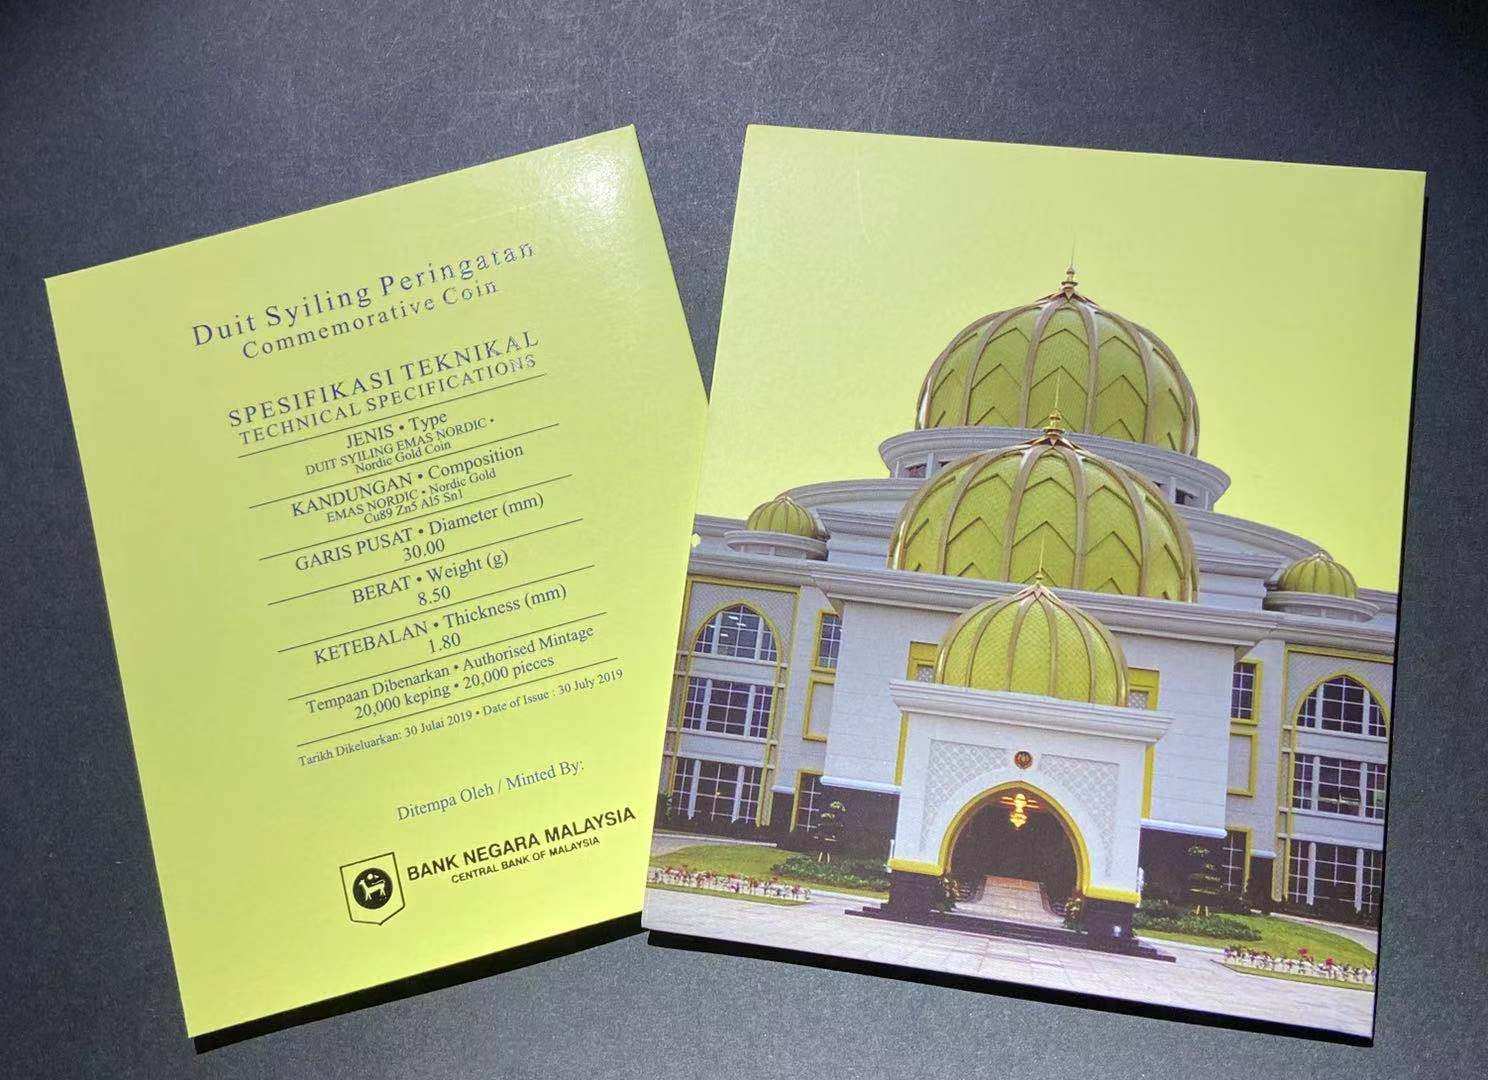 Duit Syiling Peringatan
Commemorative Coin
SPESIFIKASI TEKNIKAL
TECHNICAL SPECIFICATIONS
JENIS • Type
DUIT SYILING EMAS NORDIC •
Nordic Gold Coin
KANDUNGAN • Composition
EMAS NORDIC • Nordic Gold
Cu89 Zn5 Al5 Sn1
GARIS PUSAT • Diameter (mm)
30.00
BERAT • Weight (g)
8.50
KETEBALAN • Thickness (mm)
1.80
Tempaan Dibenarkan • Authorised Mintage
20,000 keping • 20,000 pieces
Tarikh Dikeluarkan: 30 Julai 2019 • Date of Issue : 30 July 2019
Ditempa Oleh / Minted By:
BANK NEGARA MALAYSIA
CENTRAL BANK OF MALAYSIA